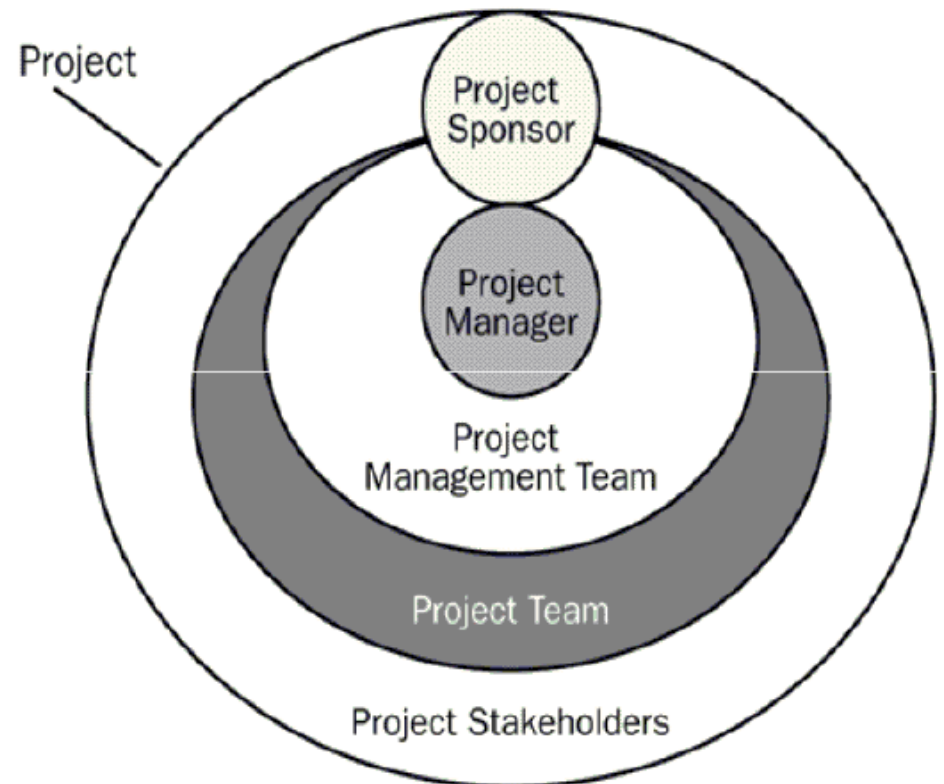 Project
Project
Sponsor
Project
Manager
Project
Management Team
Project Team
Project Stakeholders